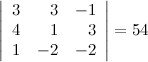 | 3 3 −1 |
| 4 1 3 | = 54
| 1 −2 −2 |